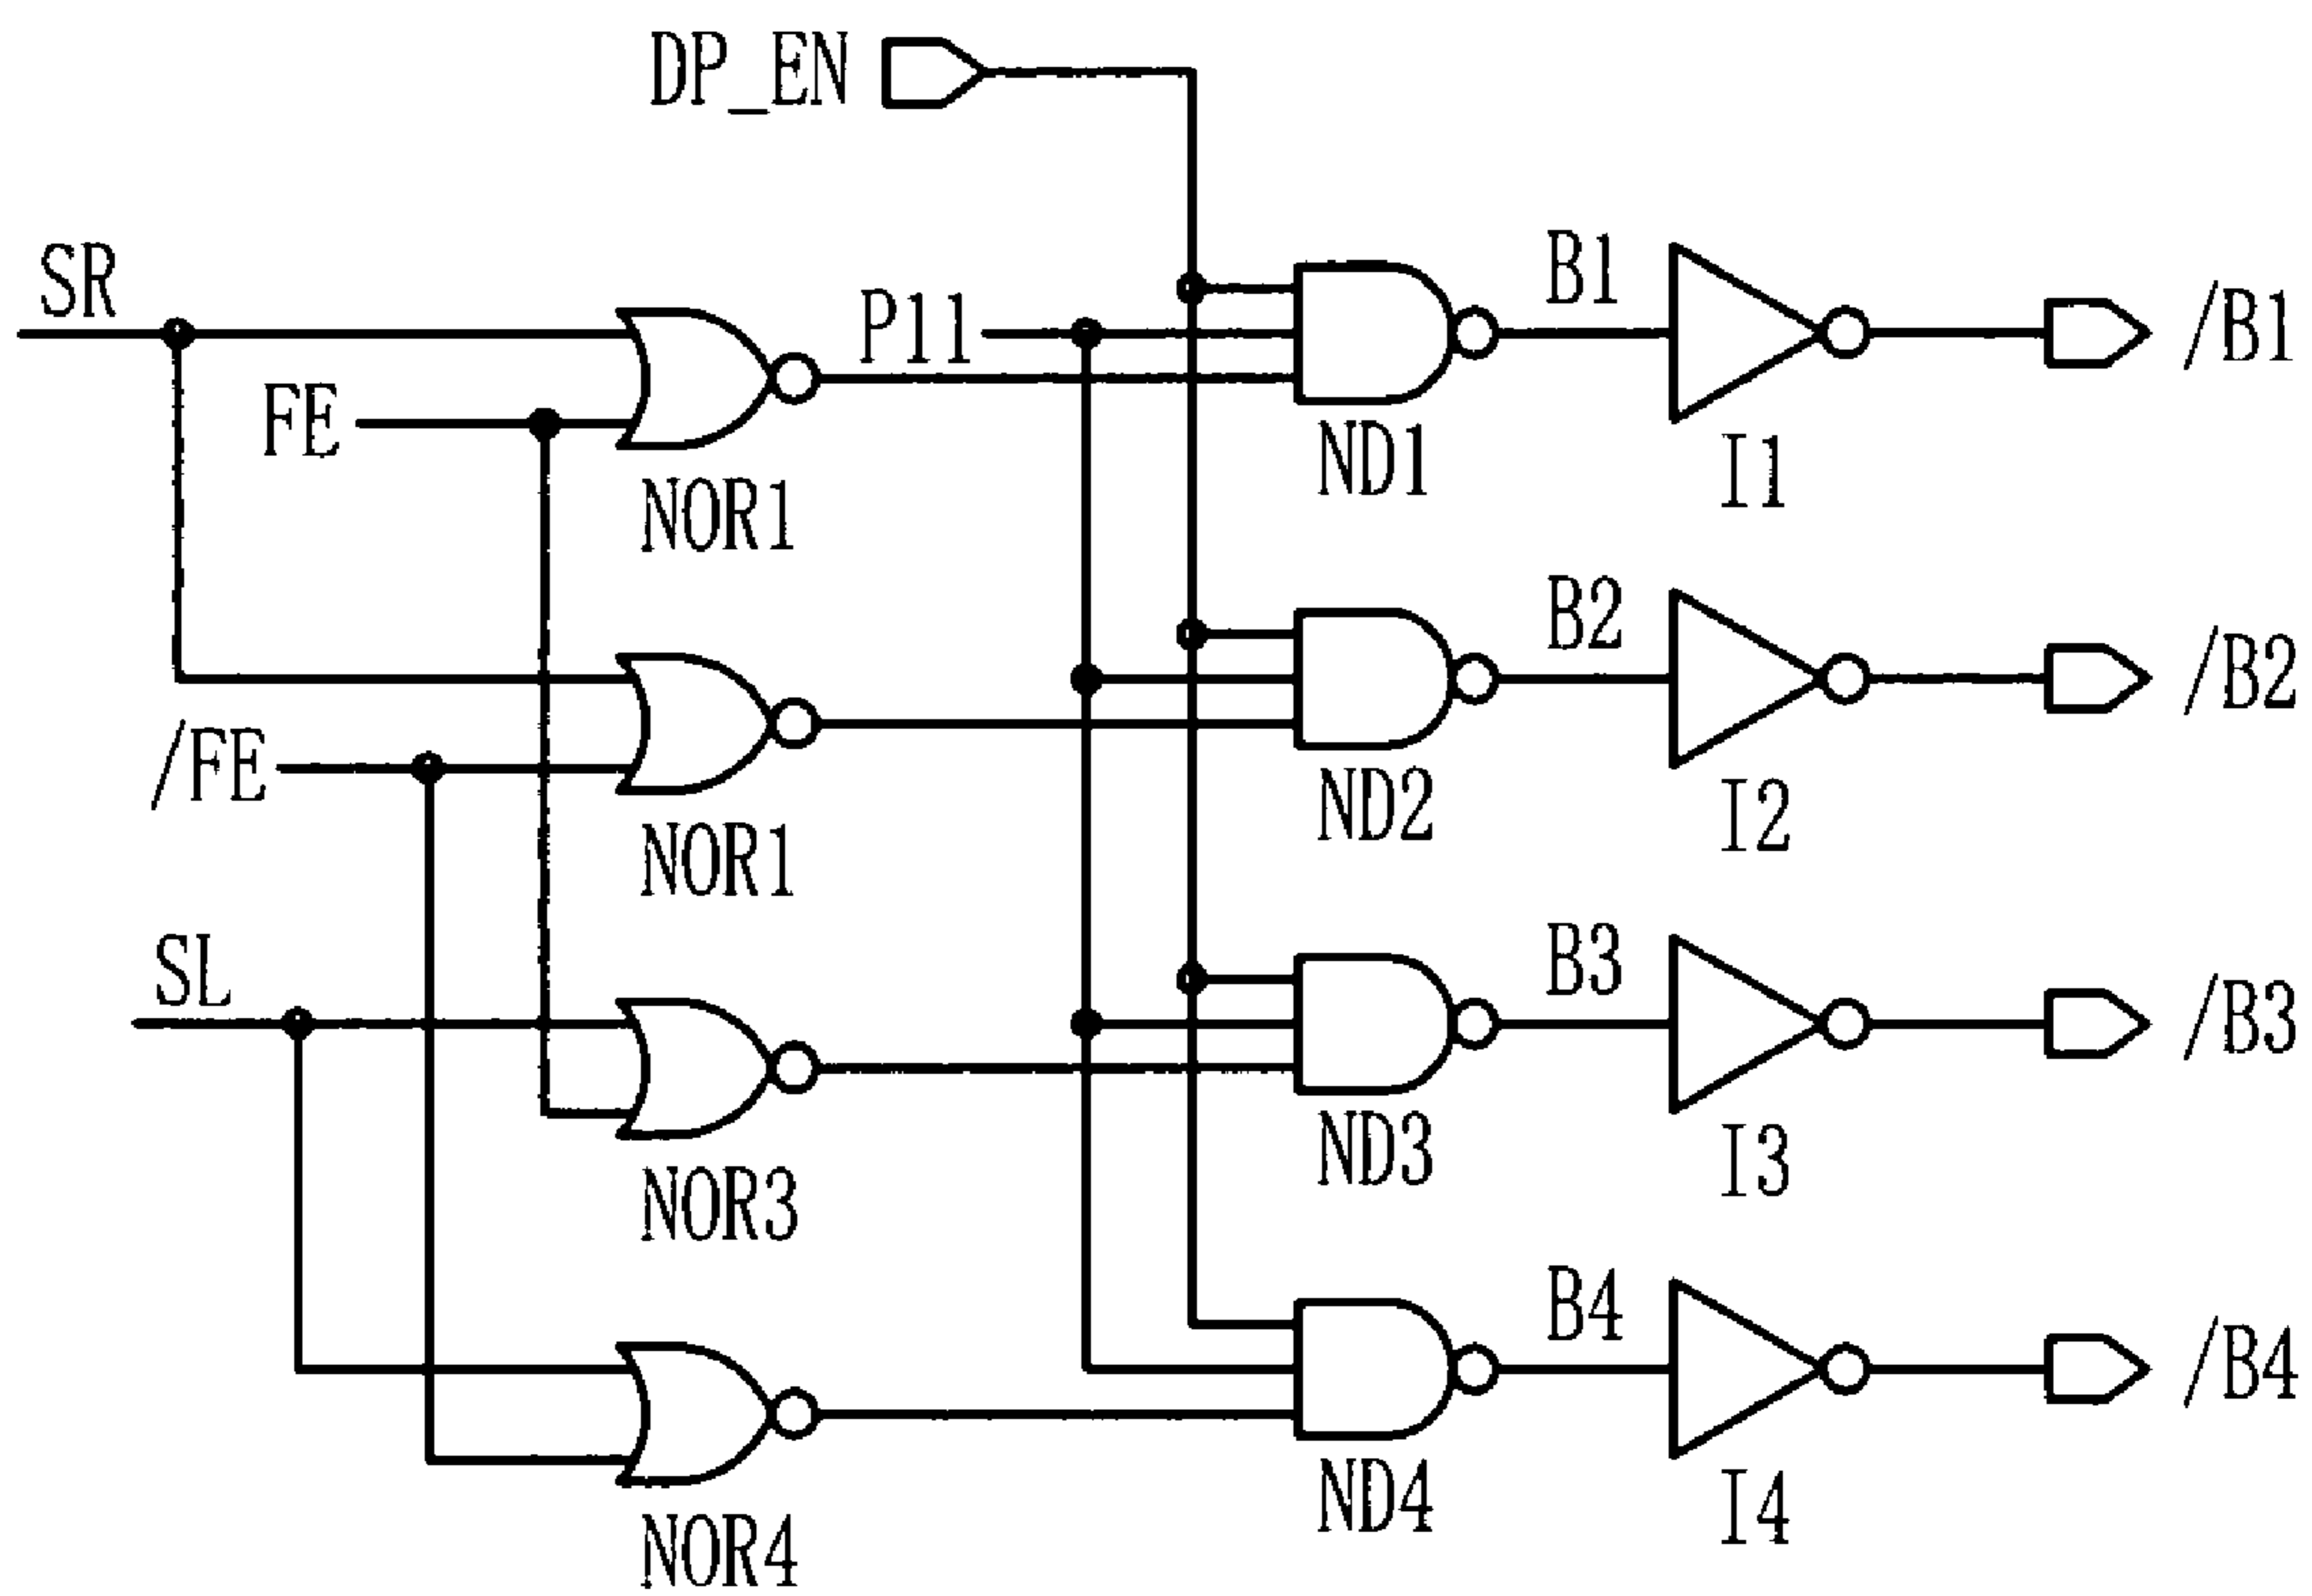 DP_EN
SR
FE
P11
B1
/B1
NOR1
ND1
I1
/FE
B2
/B2
NOR1
ND2
I2
SL
B3
/B3
NOR3
ND3
I3
B4
/B4
NOR4
ND4
I4